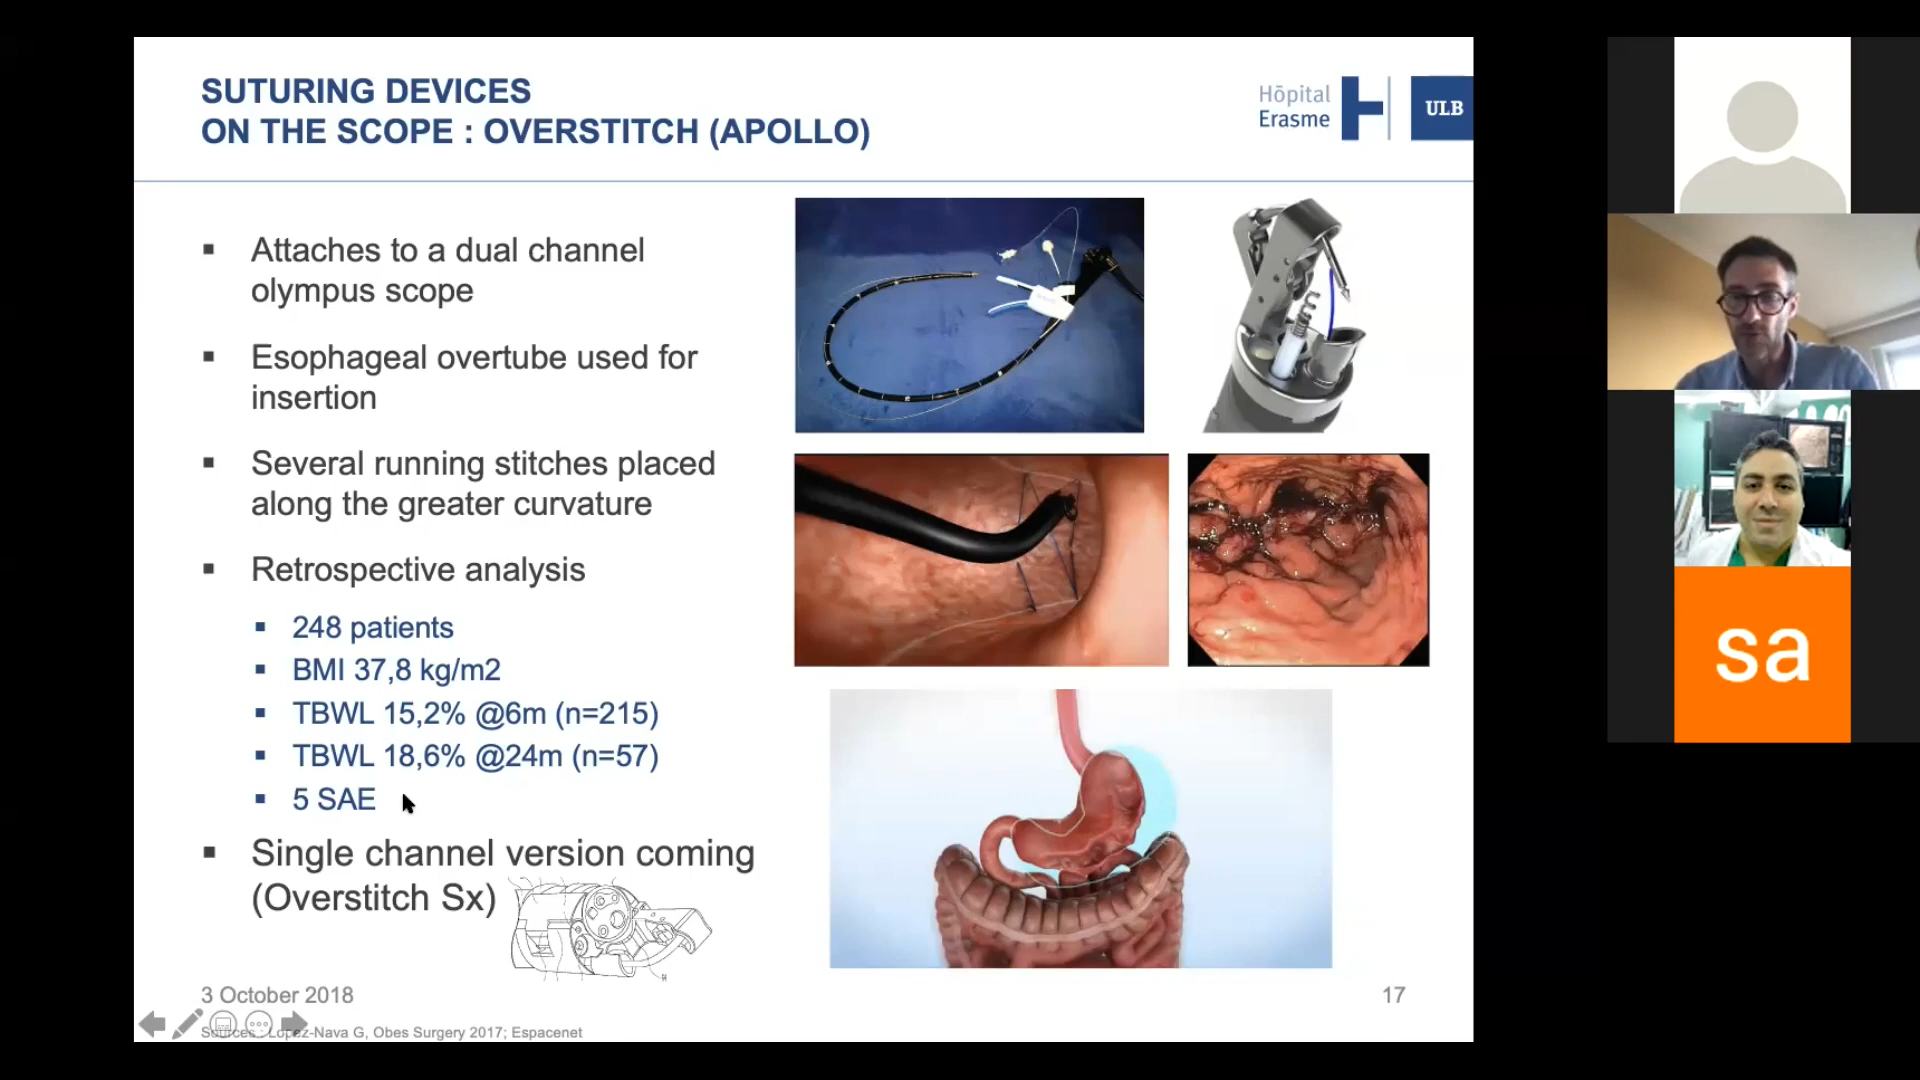 SUTURING DEVICES
ON THE SCOPE : OVERSTITCH (APOLLO)
Hôpital
Erasme
ULB
Attaches to a dual channel
olympus scope
Esophageal overtube used for
insertion
Several running stitches placed
along the greater curvature
Retrospective analysis
248 patients
BMI 37,8 kg/m2
TBWL 15,2% @6m (n=215)
TBWL 18,6% @24m (n=57)
5 SAE
Single channel version coming
(Overstitch Sx)
3 October 2018
17
Sources : Lopez-Nava G, Obes Surgery 2017; Espacenet
sa